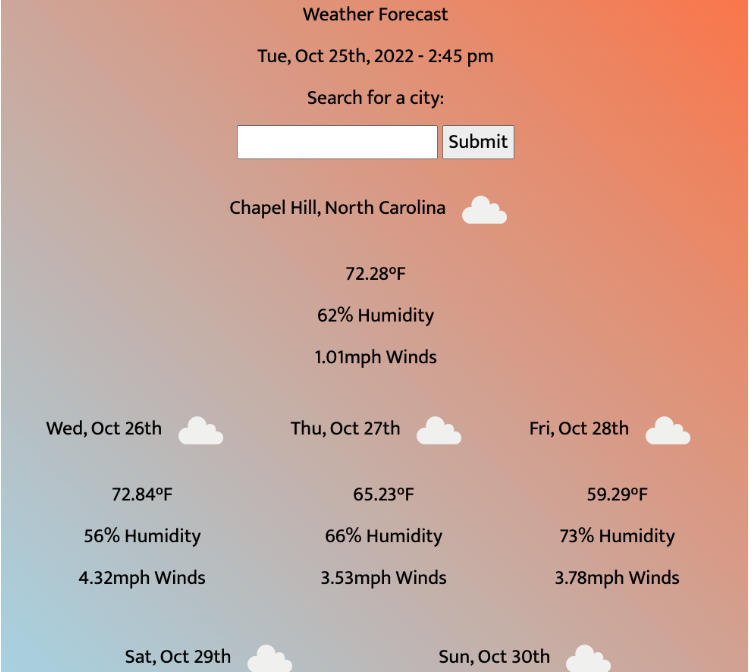 Weather Forecast
Tue, Oct 25th, 2022 - 2:45 pm
Search for a city:
Submit
Chapel Hill, North Carolina
72.28ºF
62% Humidity
1.01mph Winds
Wed, Oct 26th Thu, Oct 27th Fri, Oct 28th
72.84ºF 65.23ºF 59.29ºF
56% Humidity 66% Humidity 73% Humidity
4.32mph Winds 3.53mph Winds 3.78mph Winds
Sat, Oct 29th Sun, Oct 30th